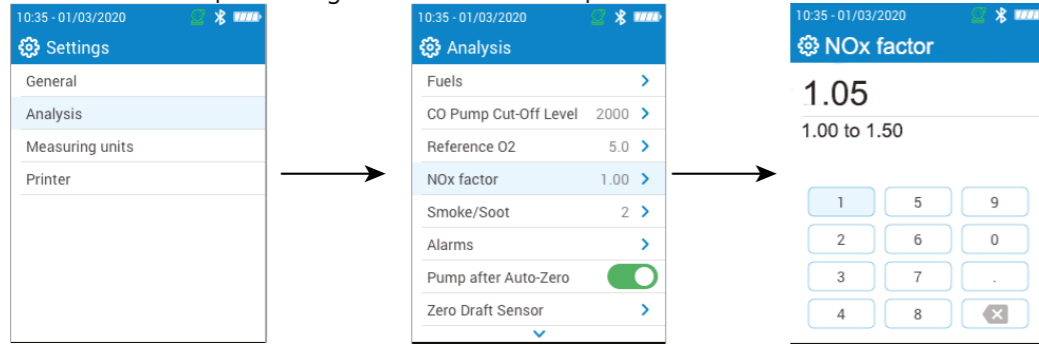 10:35 - 01/03/2020
Settings
General
Analysis
Measuring units
Printer
10:35 - 01/03/2020
Analysis
Fuels
CO Pump Cut-Off Level 2000
Reference O2 5.0
NOx factor 1.00
Smoke/Soot 2
Alarms
Pump after Auto-Zero
Zero Draft Sensor
10:35 - 01/03/2020
NOx factor
1.05
1.00 to 1.50
1 5 9
2 6 0
3 7 .
4 8